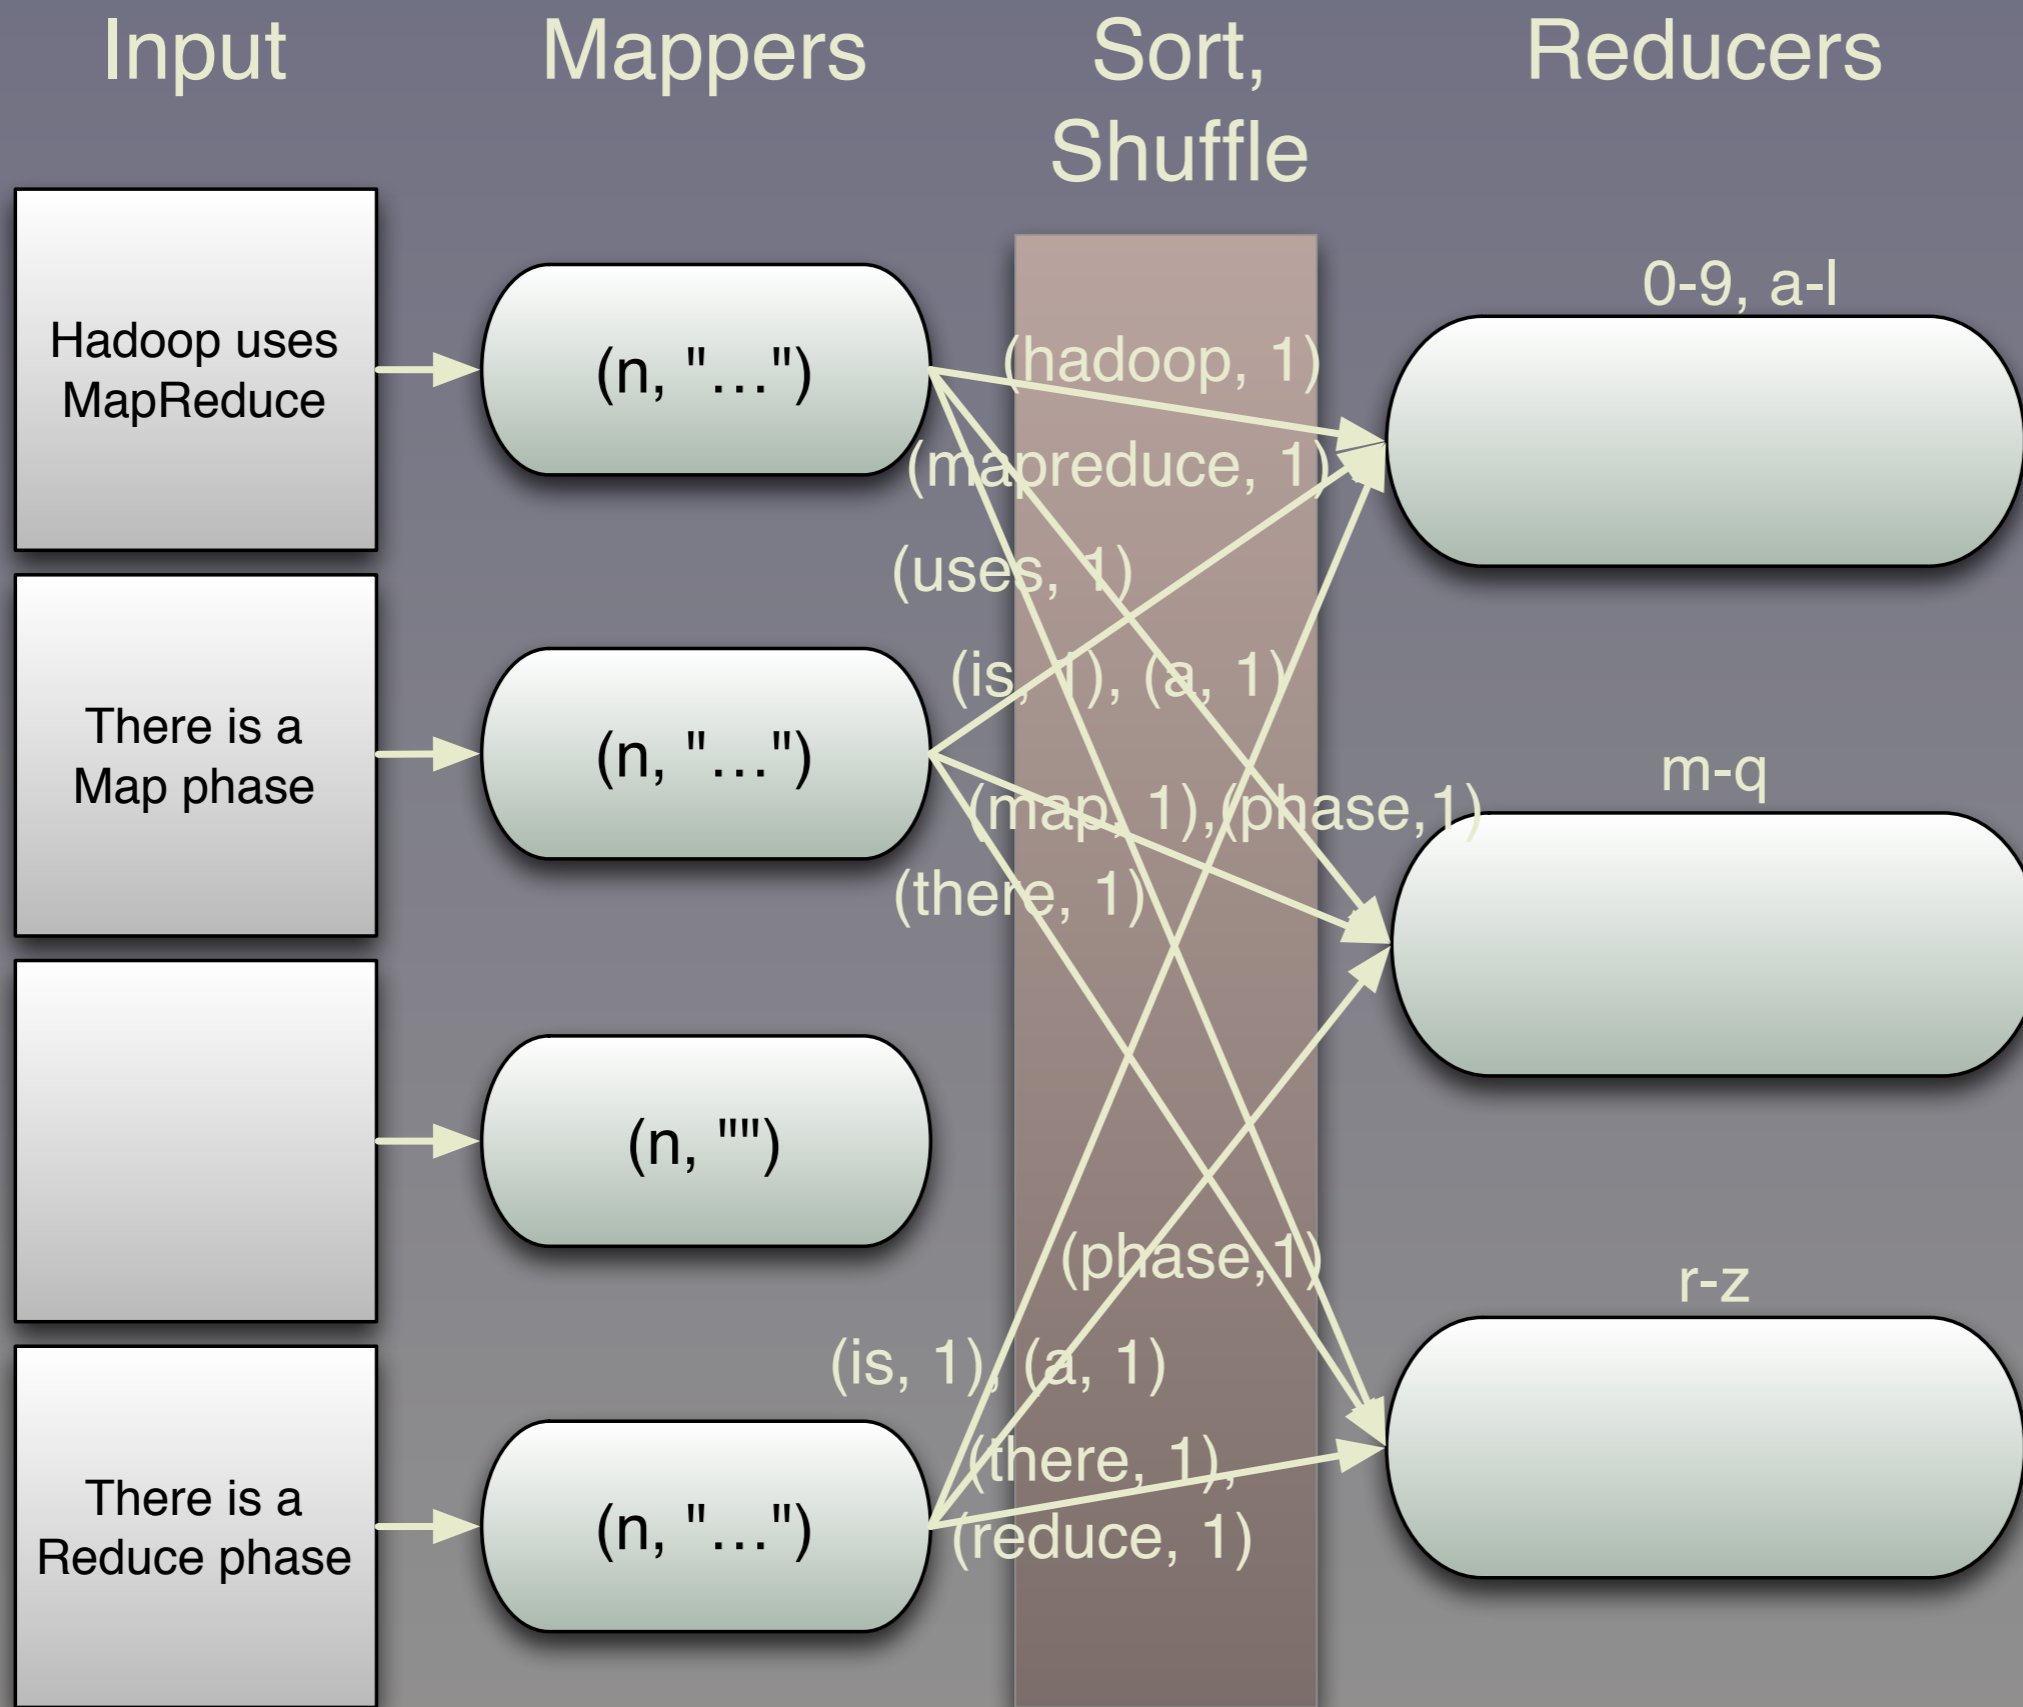 Input
Mappers
Sort,
Shuffle
Reducers
Hadoop uses
MapReduce
(n, "…")
(hadoop, 1)
(mapreduce, 1)
(uses, 1)
0-9, a-l
There is a
Map phase
(n, "…")
(is, 1), (a, 1)
(map, 1),(phase,1)
(there, 1)
m-q
(n, "")
(phase,1)
r-z
There is a
Reduce phase
(n, "…")
(is, 1), (a, 1)
(there, 1),
(reduce, 1)